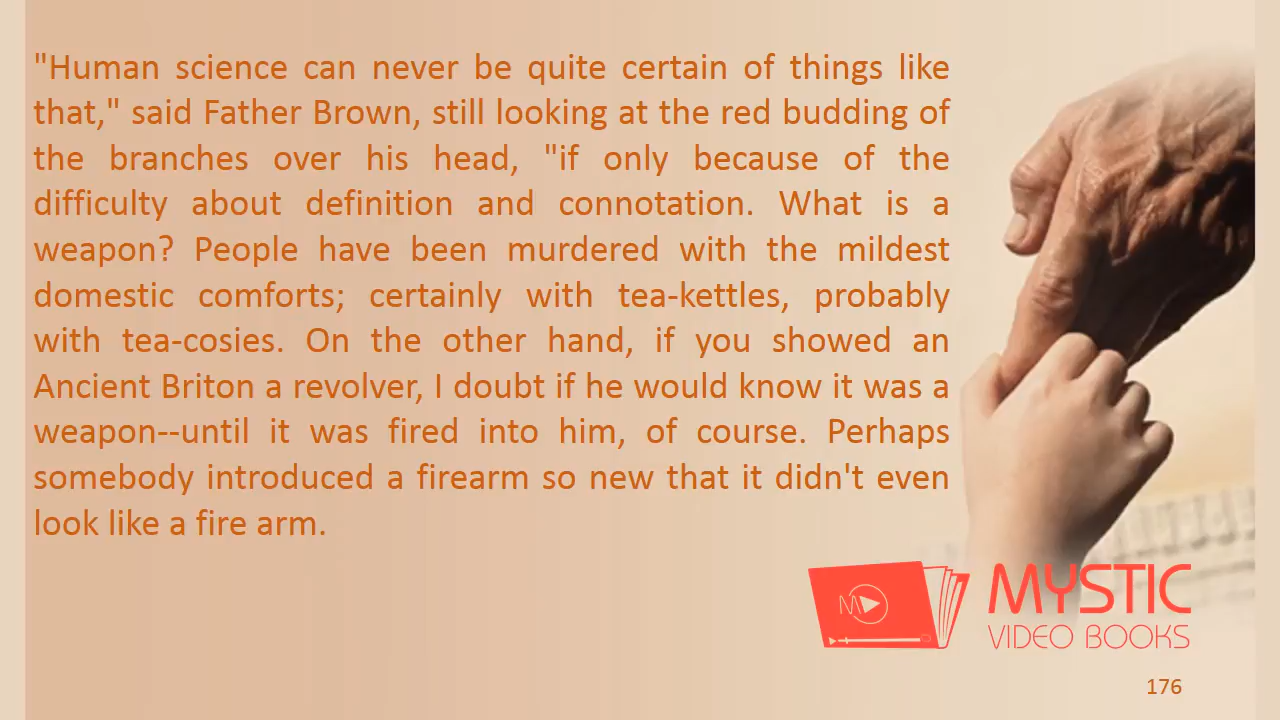 "Human science can never be quite certain of things like
that," said Father Brown, still looking at the red budding of
the branches over his head, "if only because of the
difficulty about definition and connotation. What is a
weapon? People have been murdered with the mildest
domestic comforts; certainly with tea-kettles, probably
with tea-cosies. On the other hand, if you showed an
Ancient Briton a revolver, I doubt if he would know it was a
weapon--until it was fired into him, of course. Perhaps
somebody introduced a firearm so new that it didn't even
look like a fire arm.
M
MYSTIC
VIDEO BOOKS
176